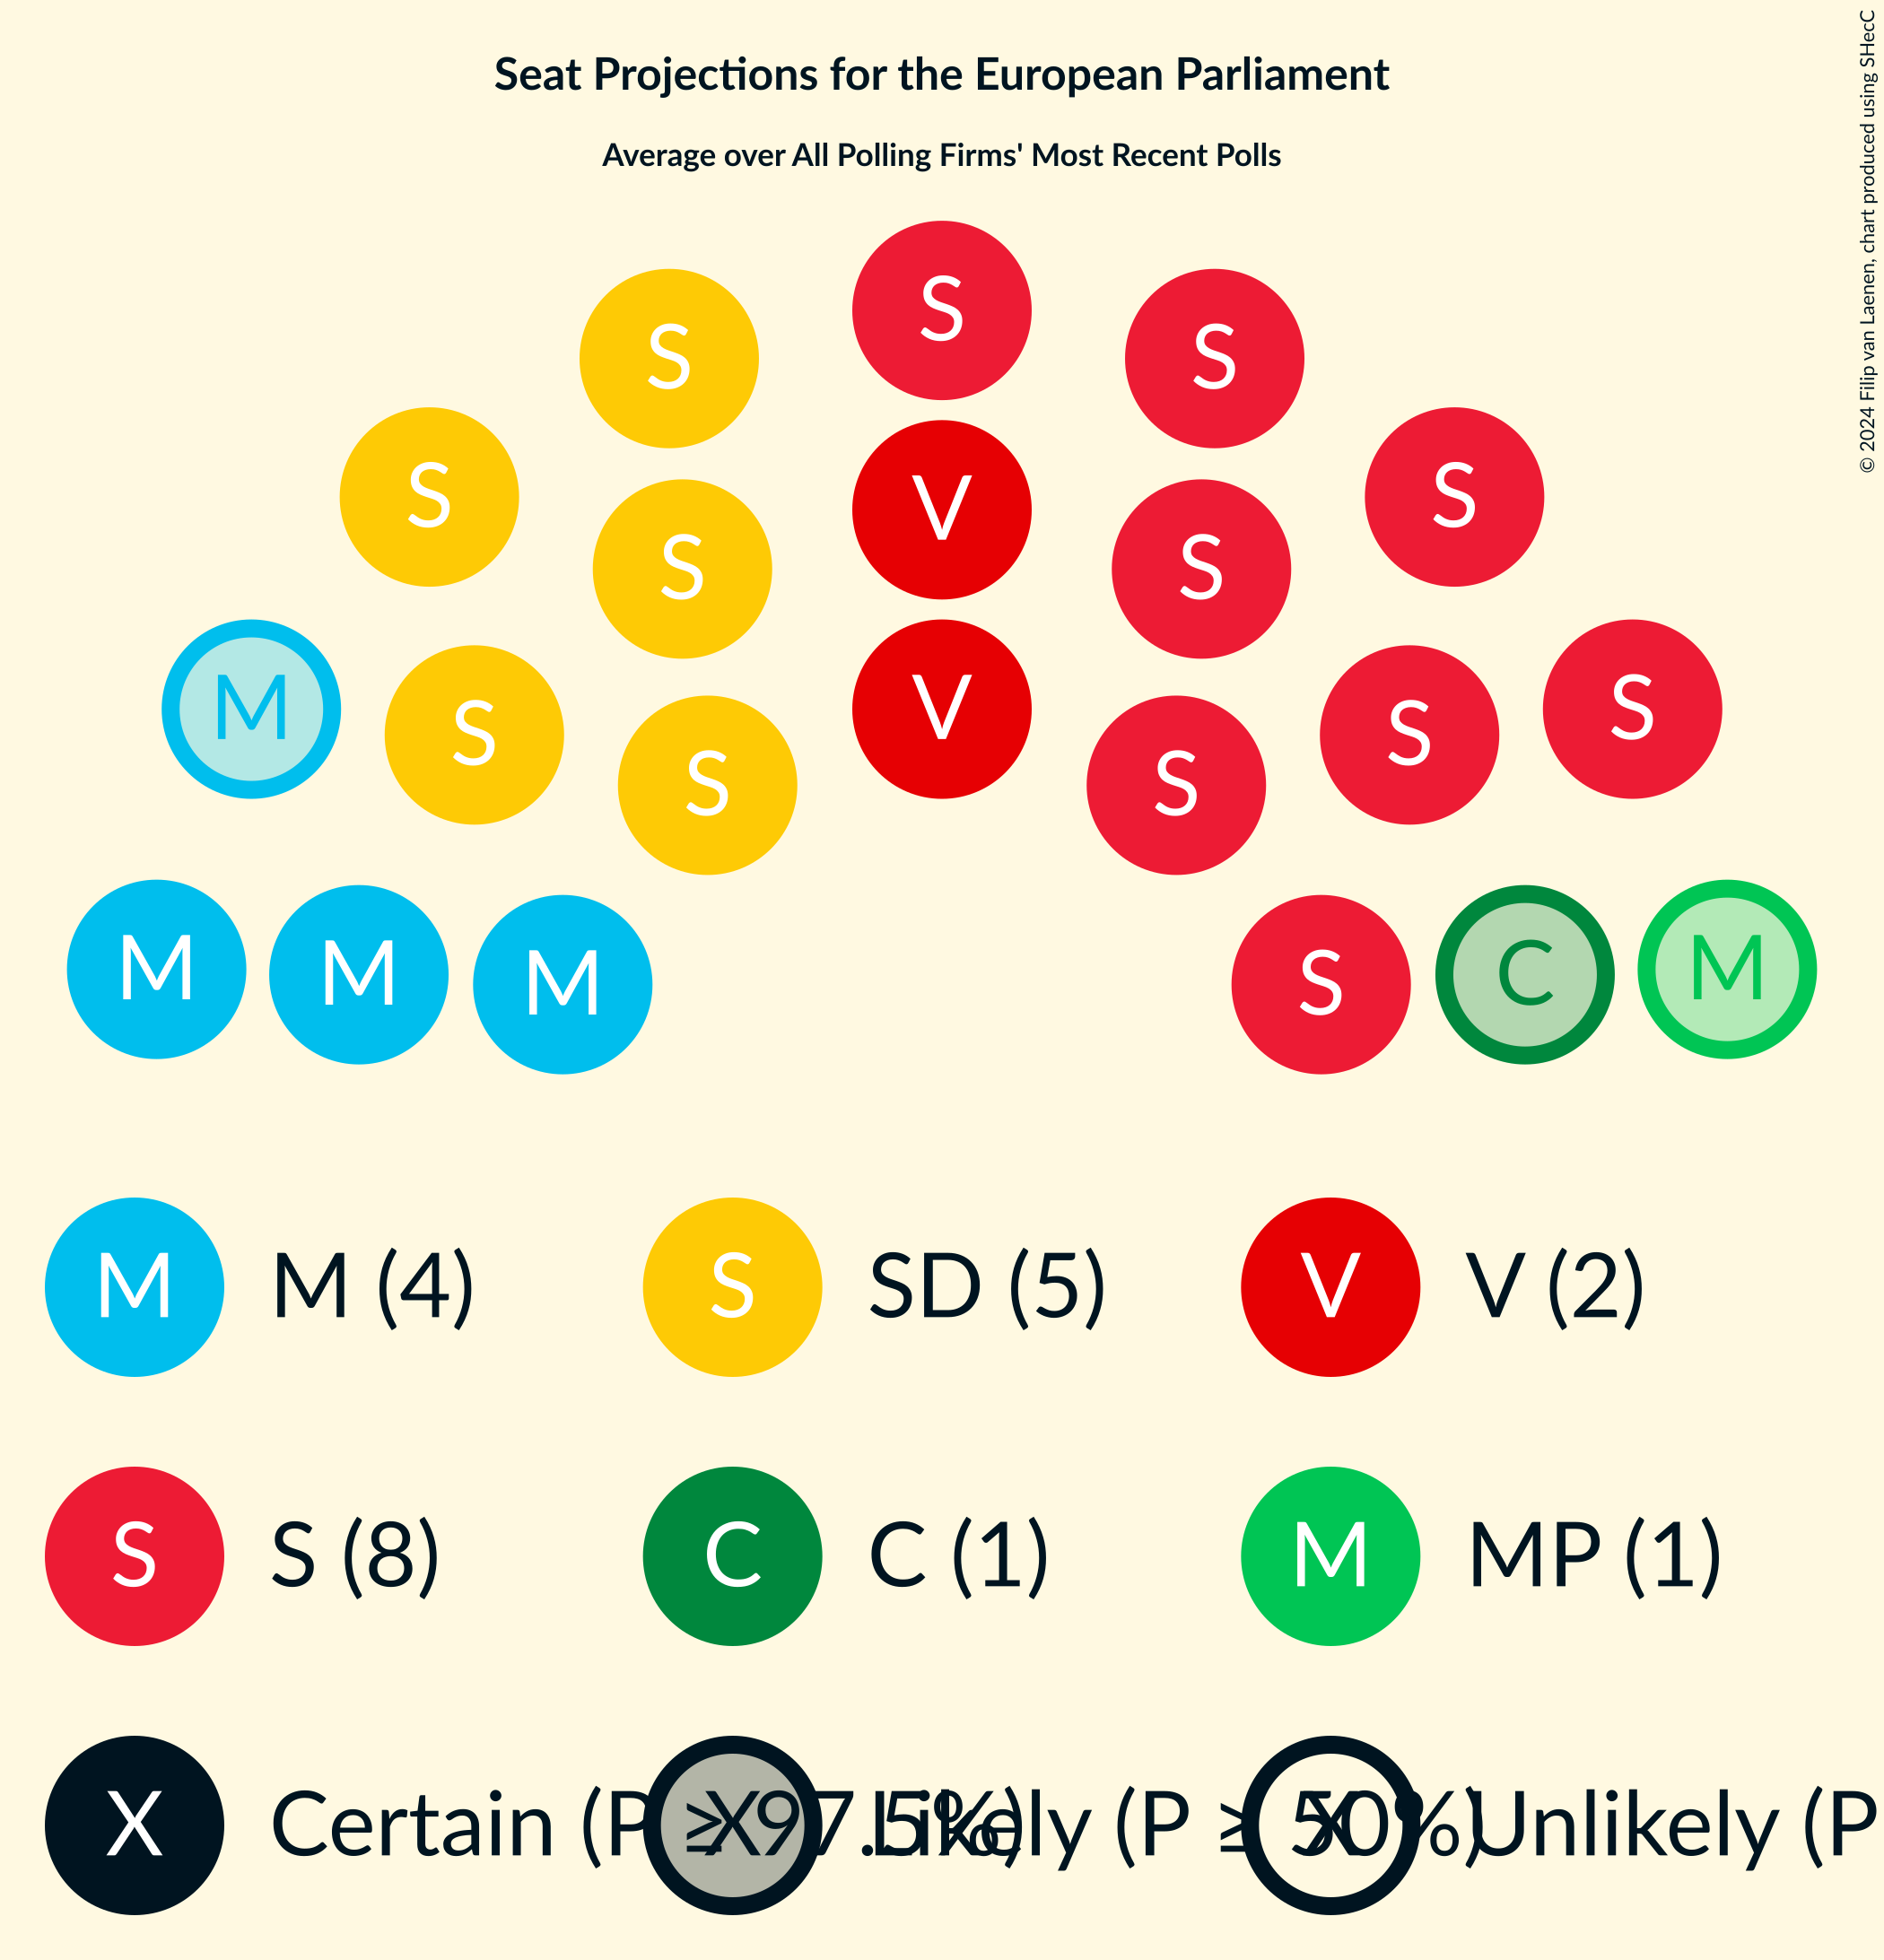 Seat Projections for the European Parliament
Average over All Polling Firms' Most Recent Polls
© 2024 Filip van Laenen, chart produced using SHecC
S
S S
S S
V
S S
M V S
S S
S S
M M
M M S C
M
M M (4) S SD (5) V V (2)
S S (8) C C (1) M MP (1)
X Certain (P ≥ 97.5%) X Likely (P ≥ 50%) X Unlikely (P